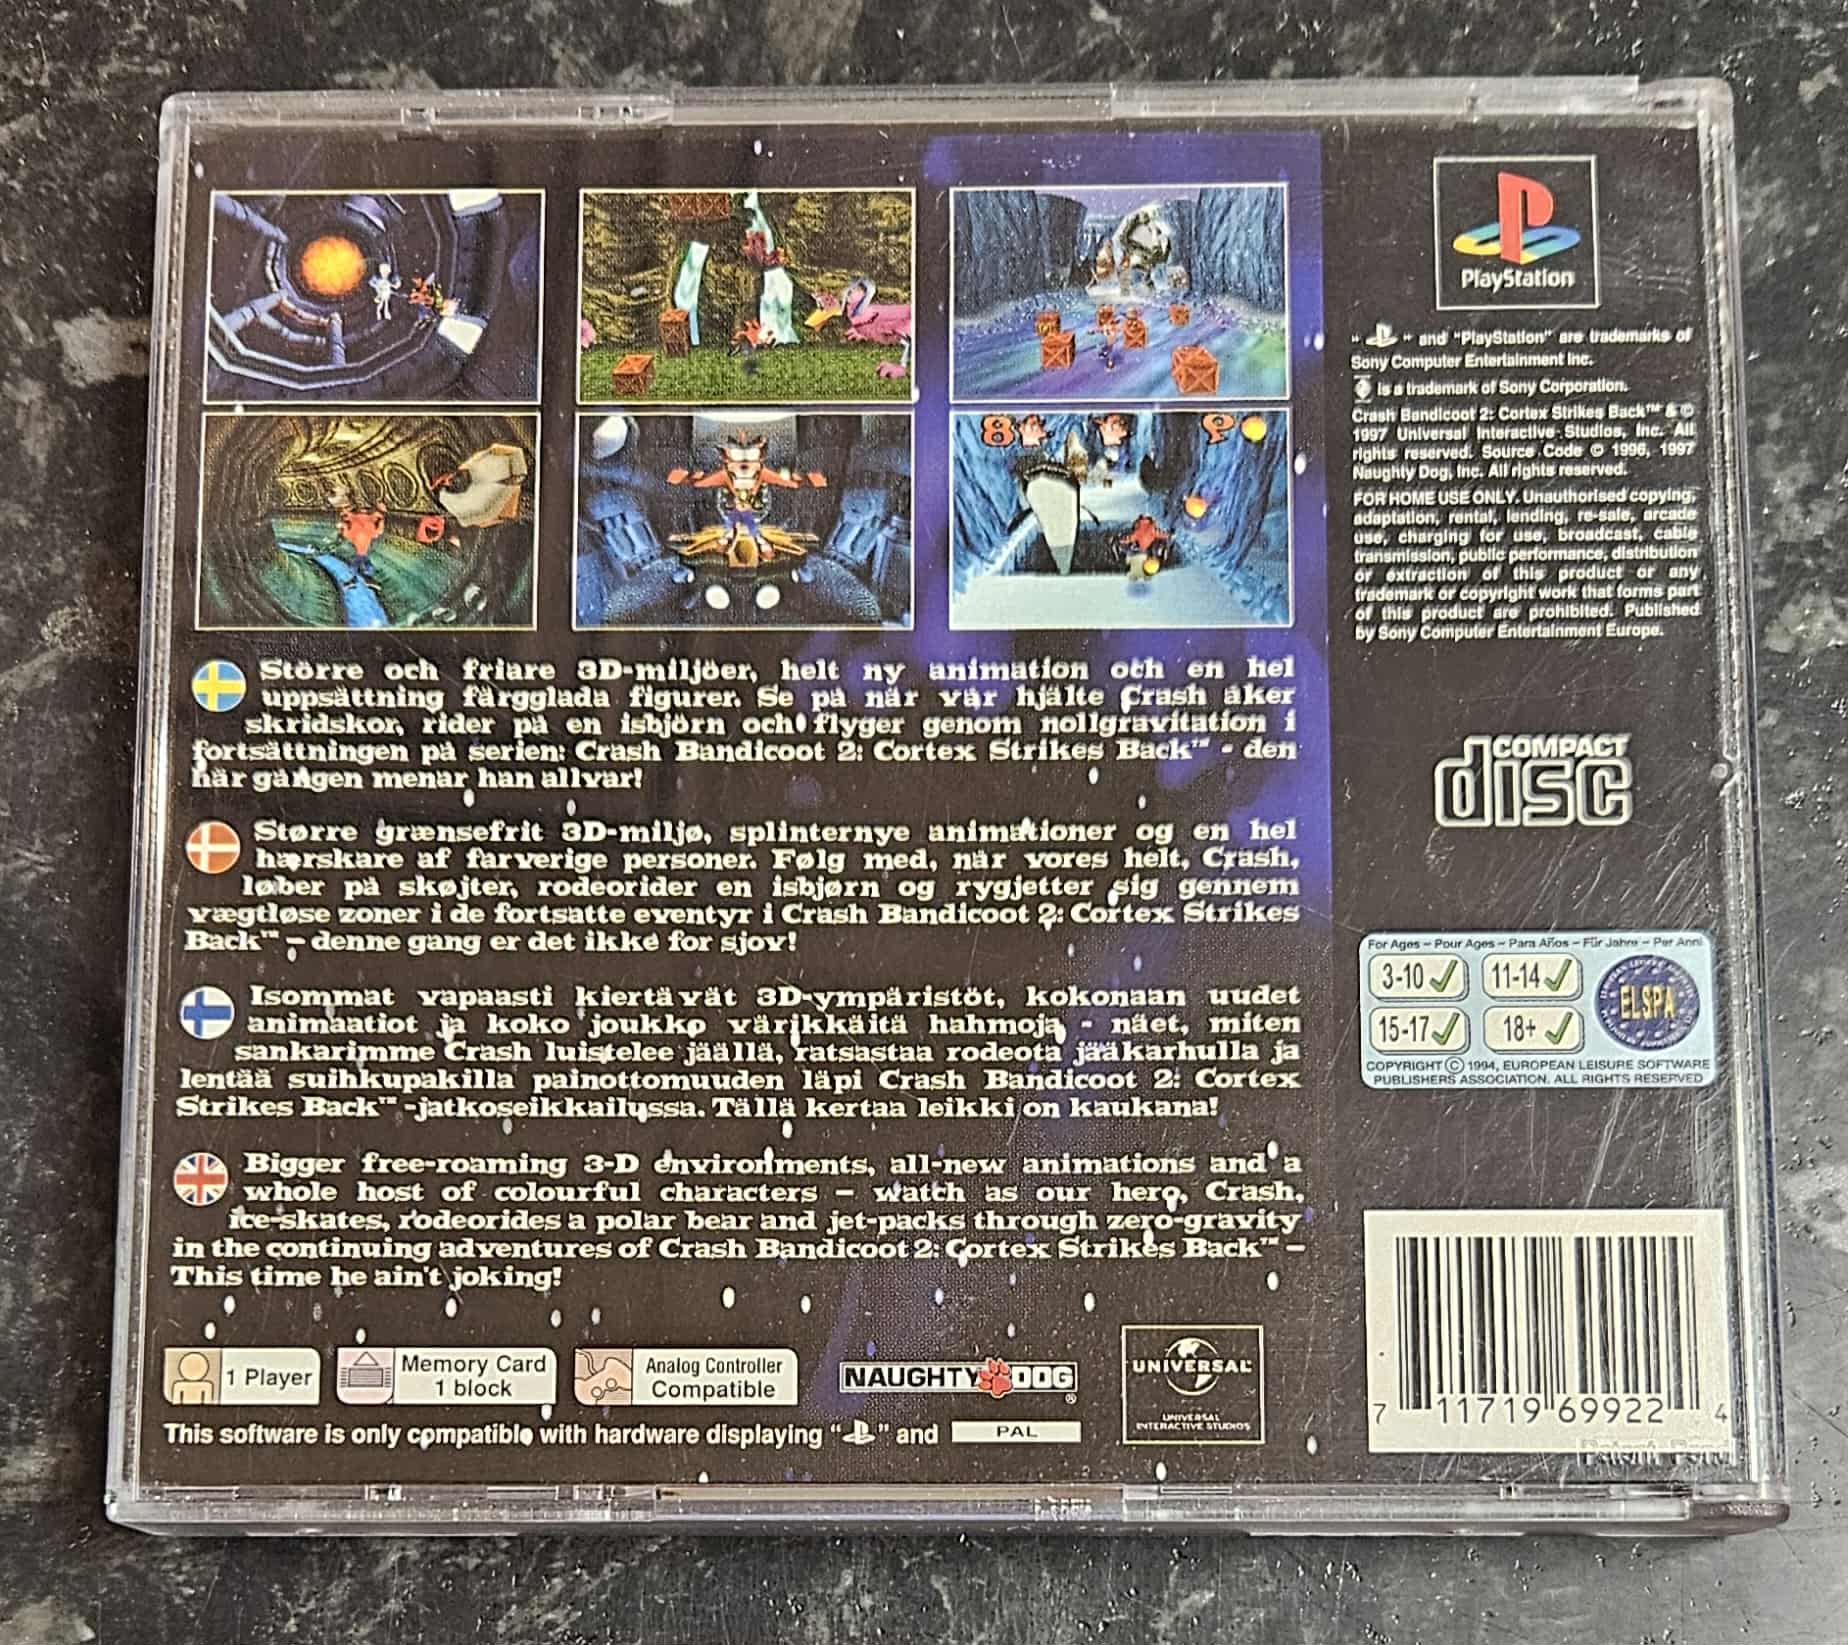 8
PlayStation
" " and "PlayStation" are trademarks of
Sony Computer Entertainment Inc.
is a trademark of Sony Corporation.
Crash Bandicoot 2: Cortex Strikes Back™ & ©
1997 Universal Interactive Studios, Inc. All
rights reserved. Source Code © 1996, 1997
Naughty Dog, Inc. All rights reserved.
FOR HOME USE ONLY. Unauthorised copying,
adaptation, rental, lending, re-sale, arcade
use, charging for use, broadcast, cable
transmission, public performance, distribution
or extraction of this product or any
trademark or copyright work that forms part
of this product are prohibited. Published
by Sony Computer Entertainment Europe.
Större och friare 3D-miljöer, helt ny animation och en hel
uppsättning färgglada figurer. Se på när vår hjälte Crash åker
skridskor, rider på en isbjörn och flyger genom nollgravitation i
fortsättningen på serien: Crash Bandicoot 2: Cortex Strikes Back™ - den
här gången menar han allvar!
Større grænsefrit 3D-miljø, splinternye animationer og en hel
hærskare af farverige personer. Følg med, når vores helt, Crash,
løber på skøjter, rodeorider en isbjørn og rygjetter sig gennem
vægtløse zoner i de fortsatte eventyr i Crash Bandicoot 2: Cortex Strikes
Back™ – denne gang er det ikke for sjov!
Isommat vapaasti kiertävät 3D-ympäristöt, kokonaan uudet
animaatiot ja koko joukko värikkäitä hahmoja - näet, miten
sankarimme Crash luistelee jäällä, ratsastaa rodeota jääkarhulla ja
lentää suihkupakilla painottomuuden läpi Crash Bandicoot 2: Cortex
Strikes Back™ -jatkoseikkailussa. Tällä kertaa leikki on kaukana!
Bigger free-roaming 3-D environments, all-new animations and a
whole host of colourful characters – watch as our hero, Crash,
ice-skates, rodeorides a polar bear and jet-packs through zero-gravity
in the continuing adventures of Crash Bandicoot 2: Cortex Strikes Back™ –
This time he ain't joking!
COMPACT
disc
For Ages – Pour Ages – Para Años – Für Jahre – Per Anni
3-10 11-14
15-17 18+
ELSPA
COPYRIGHT © 1994, EUROPEAN LEISURE SOFTWARE
PUBLISHERS ASSOCIATION. ALL RIGHTS RESERVED
1 Player
Memory Card
1 block
Analog Controller
Compatible
NAUGHTY DOG ®
UNIVERSAL
UNIVERSAL
INTERACTIVE STUDIOS
This software is only compatible with hardware displaying " " and PAL
7 11719 69922 4